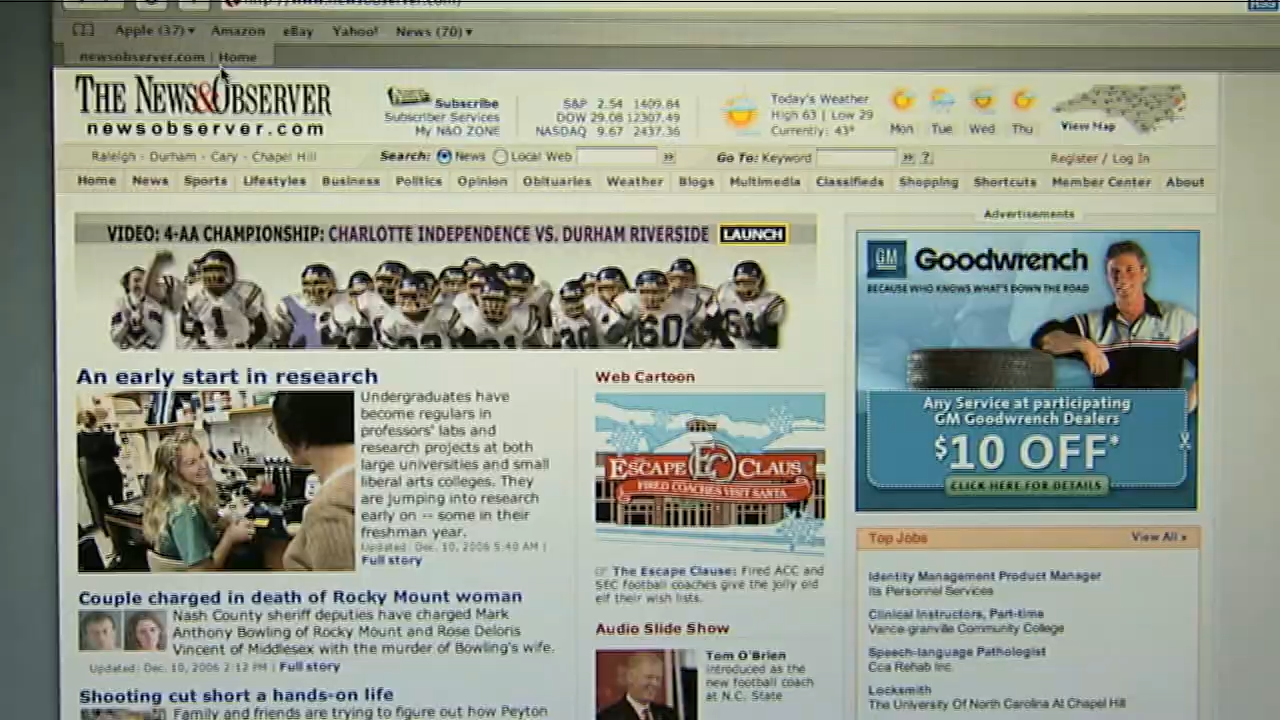 Apple (37) Amazon eBay Yahoo! News (70)
newsobserver.com | Home
THE NEWS&OBSERVER
newsobserver.com
Subscribe
Subscriber Services
My N&O ZONE
S&P 2.54 1409.84
DOW 29.08 12307.49
NASDAQ 9.67 2437.36
Today's Weather
High 63 | Low 29
Currently: 43°
Mon Tue Wed Thu
View Map
Raleigh - Durham - Cary - Chapel Hill
Search: News Local Web
Go To: Keyword ?
Register / Log In
Home News Sports Lifestyles Business Politics Opinion Obituaries Weather Blogs Multimedia Classifieds Shopping Shortcuts Member Center About
VIDEO: 4-AA CHAMPIONSHIP: CHARLOTTE INDEPENDENCE VS. DURHAM RIVERSIDE LAUNCH
Advertisements
GM Goodwrench
BECAUSE WHO KNOWS WHAT'S DOWN THE ROAD
Any Service at participating
GM Goodwrench Dealers
$10 OFF*
CLICK HERE FOR DETAILS
An early start in research
Undergraduates have
become regulars in
professors' labs and
research projects at both
large universities and small
liberal arts colleges. They
are jumping into research
early on -- some in their
freshman year.
Updated: Dec. 10, 2006 5:40 AM |
Full story
Web Cartoon
ESCAPE EC CLAUS
FIRED COACHES VISIT SANTA
The Escape Clause: Fired ACC and
SEC football coaches give the jolly old
elf their wish lists.
Audio Slide Show
Tom O'Brien
introduced as the
new football coach
at N.C. State
Couple charged in death of Rocky Mount woman
Nash County sheriff deputies have charged Mark
Anthony Bowling of Rocky Mount and Rose Deloris
Vincent of Middlesex with the murder of Bowling's wife.
Updated: Dec. 10, 2006 2:12 PM | Full story
Shooting cut short a hands-on life
Family and friends are trying to figure out how Peyton
Top Jobs
View All »
Identity Management Product Manager
Its Personnel Services
Clinical Instructors, Part-time
Vance-granville Community College
Speech-language Pathologist
Cca Rehab Inc.
Locksmith
The University Of North Carolina At Chapel Hill